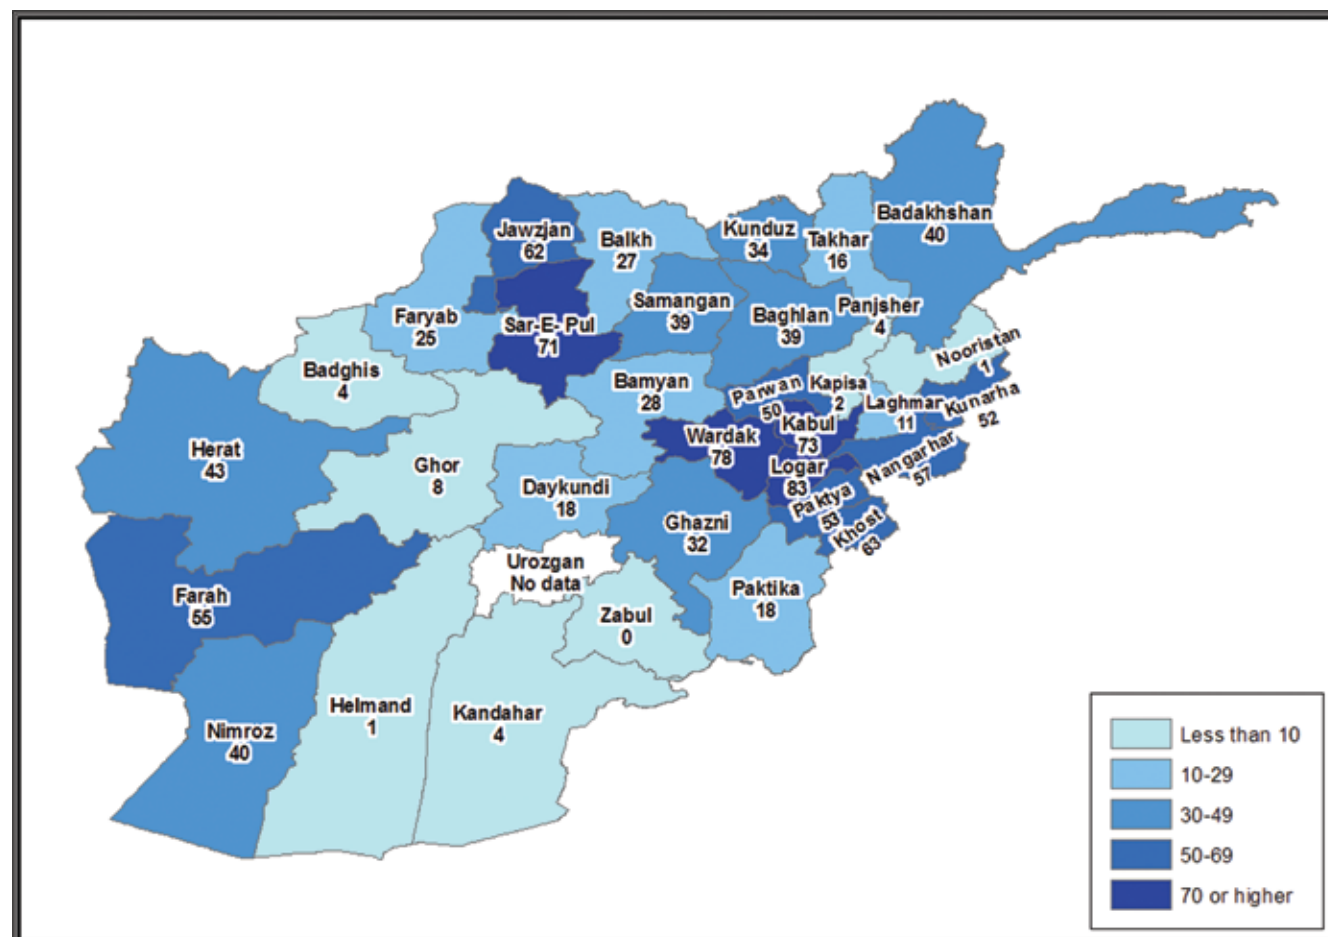 Jawzjan
62
Balkh
27
Kunduz
34
Takhar
16
Badakhshan
40
Faryab
25
Sar-E- Pul
71
Samangan
39
Baghlan
39
Panjsher
4
Badghis
4
Bamyan
28
Parwan
50
Kapisa
2
Nooristan
1
Laghman
11
Kunarha
52
Herat
43
Ghor
8
Wardak
78
Kabul
73
Nangarhar
57
Daykundi
18
Logar
83
Paktya
53
Khost
63
Ghazni
32
Urozgan
No data
Farah
55
Zabul
0
Paktika
18
Nimroz
40
Helmand
1
Kandahar
4
Less than 10
10-29
30-49
50-69
70 or higher